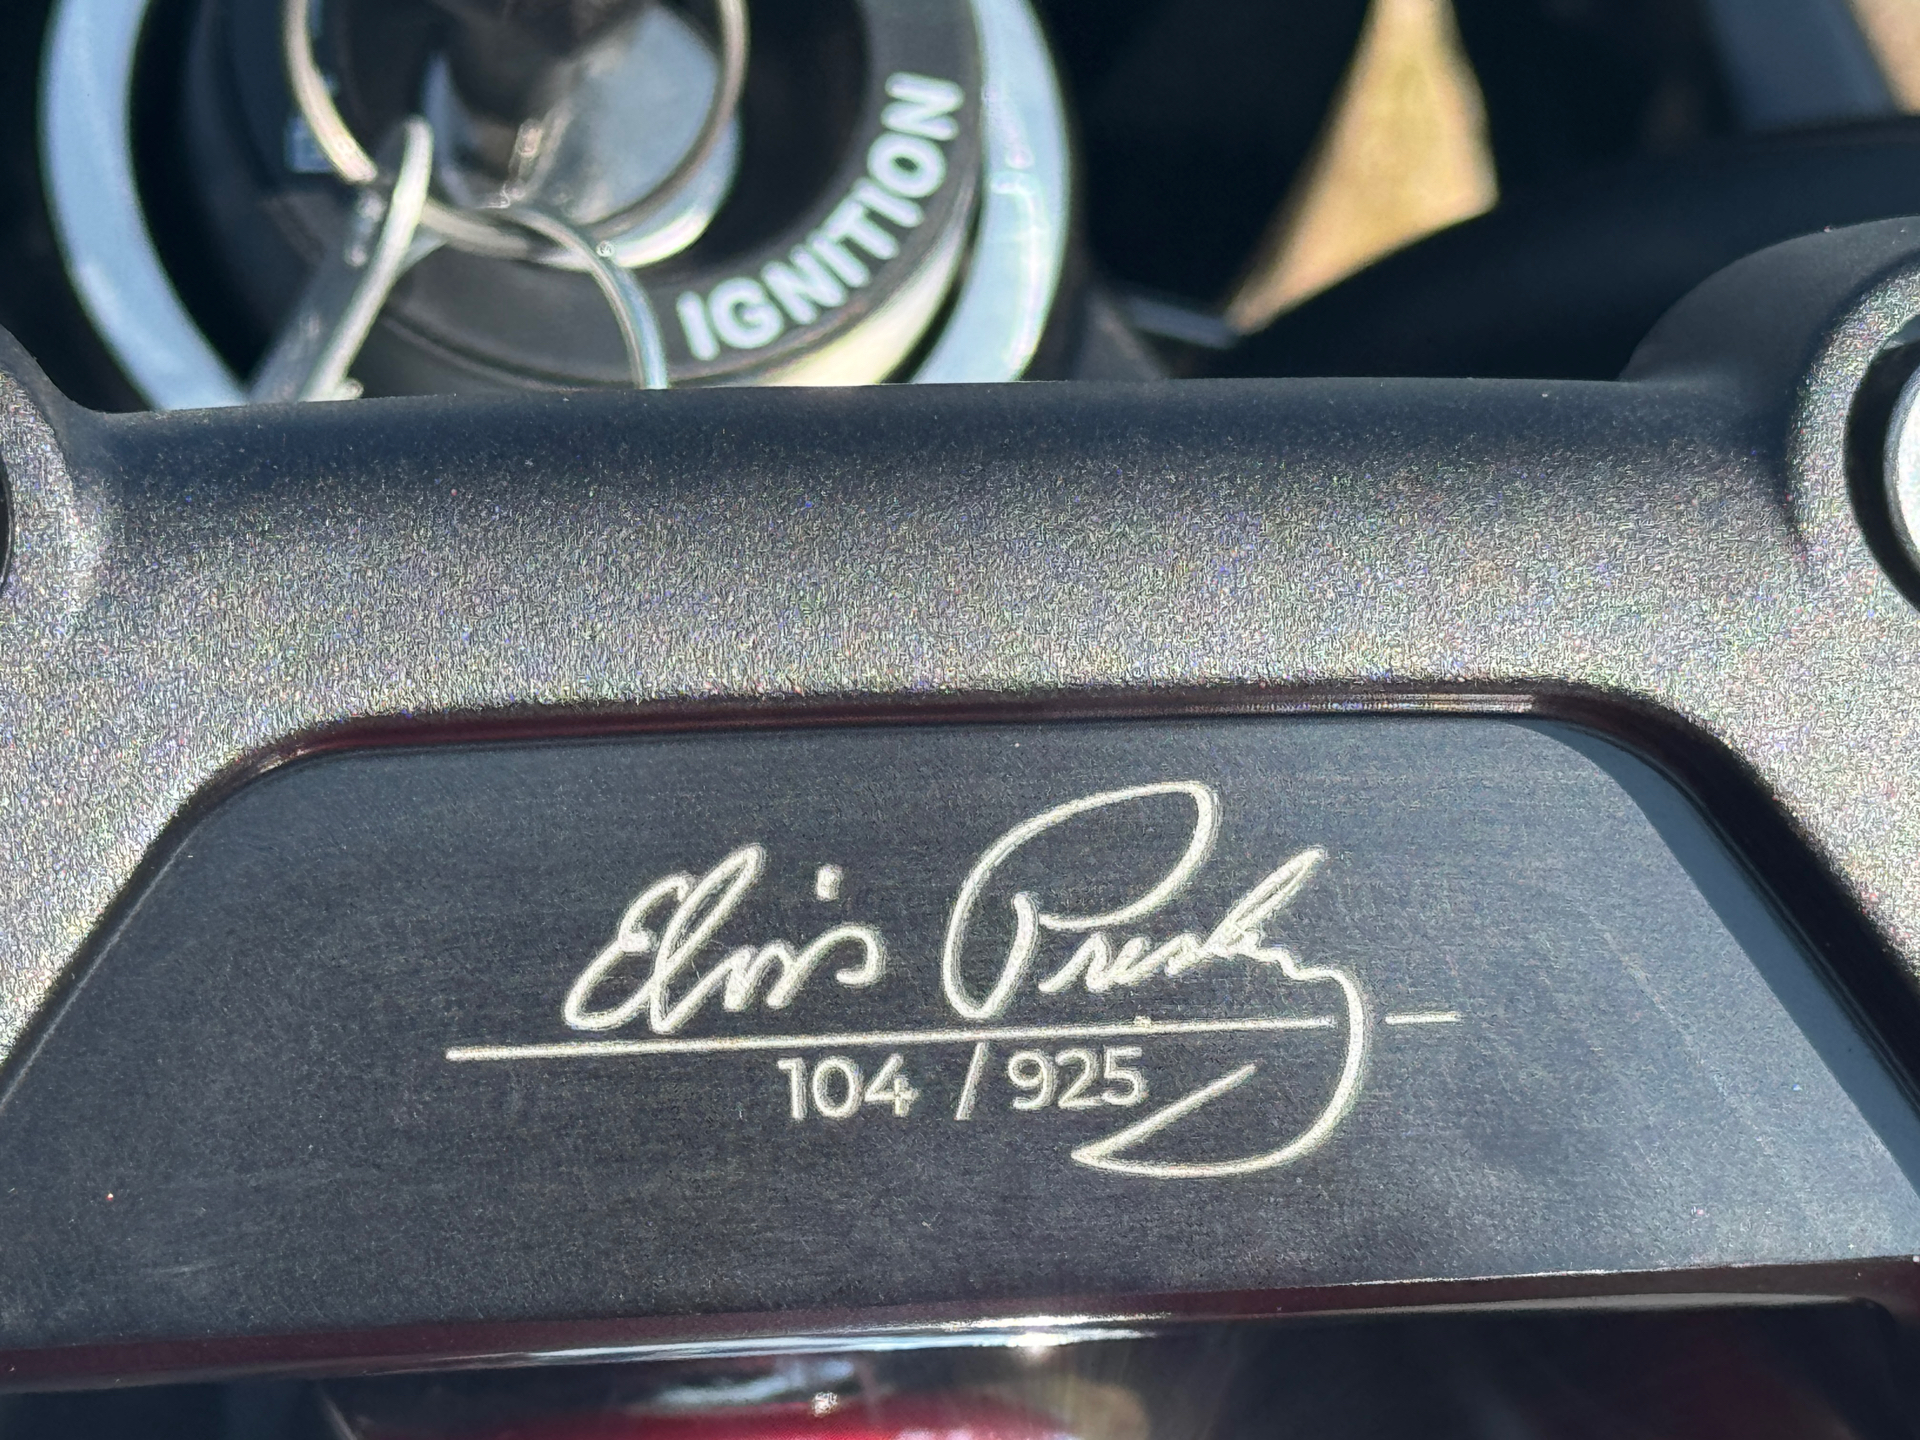 IGNITION
Elvis Presley
104 / 925